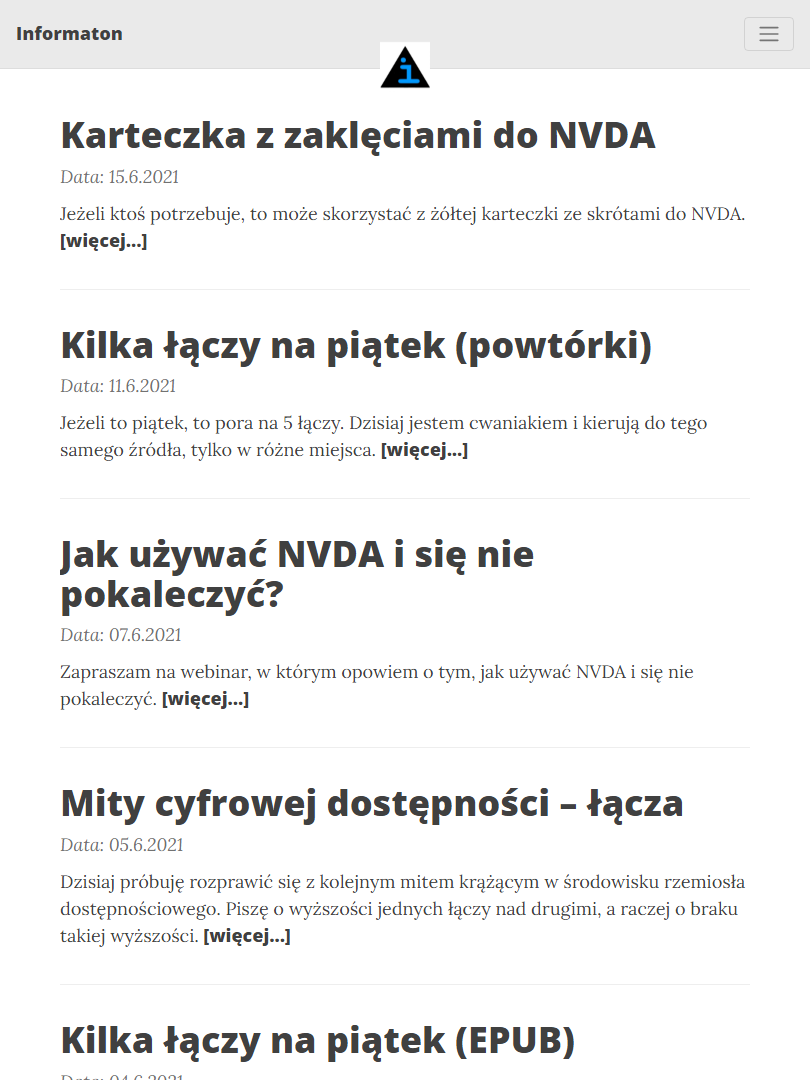 Informaton
i
Karteczka z zaklęciami do NVDA
Data: 15.6.2021
Jeżeli ktoś potrzebuje, to może skorzystać z żółtej karteczki ze skrótami do NVDA.
[więcej...]
Kilka łączy na piątek (powtórki)
Data: 11.6.2021
Jeżeli to piątek, to pora na 5 łączy. Dzisiaj jestem cwaniakiem i kierują do tego
samego źródła, tylko w różne miejsca. [więcej...]
Jak używać NVDA i się nie
pokaleczyć?
Data: 07.6.2021
Zapraszam na webinar, w którym opowiem o tym, jak używać NVDA i się nie
pokaleczyć. [więcej...]
Mity cyfrowej dostępności – łącza
Data: 05.6.2021
Dzisiaj próbuję rozprawić się z kolejnym mitem krążącym w środowisku rzemiosła
dostępnościowego. Piszę o wyższości jednych łączy nad drugimi, a raczej o braku
takiej wyższości. [więcej...]
Kilka łączy na piątek (EPUB)
Data: 04.6.2021